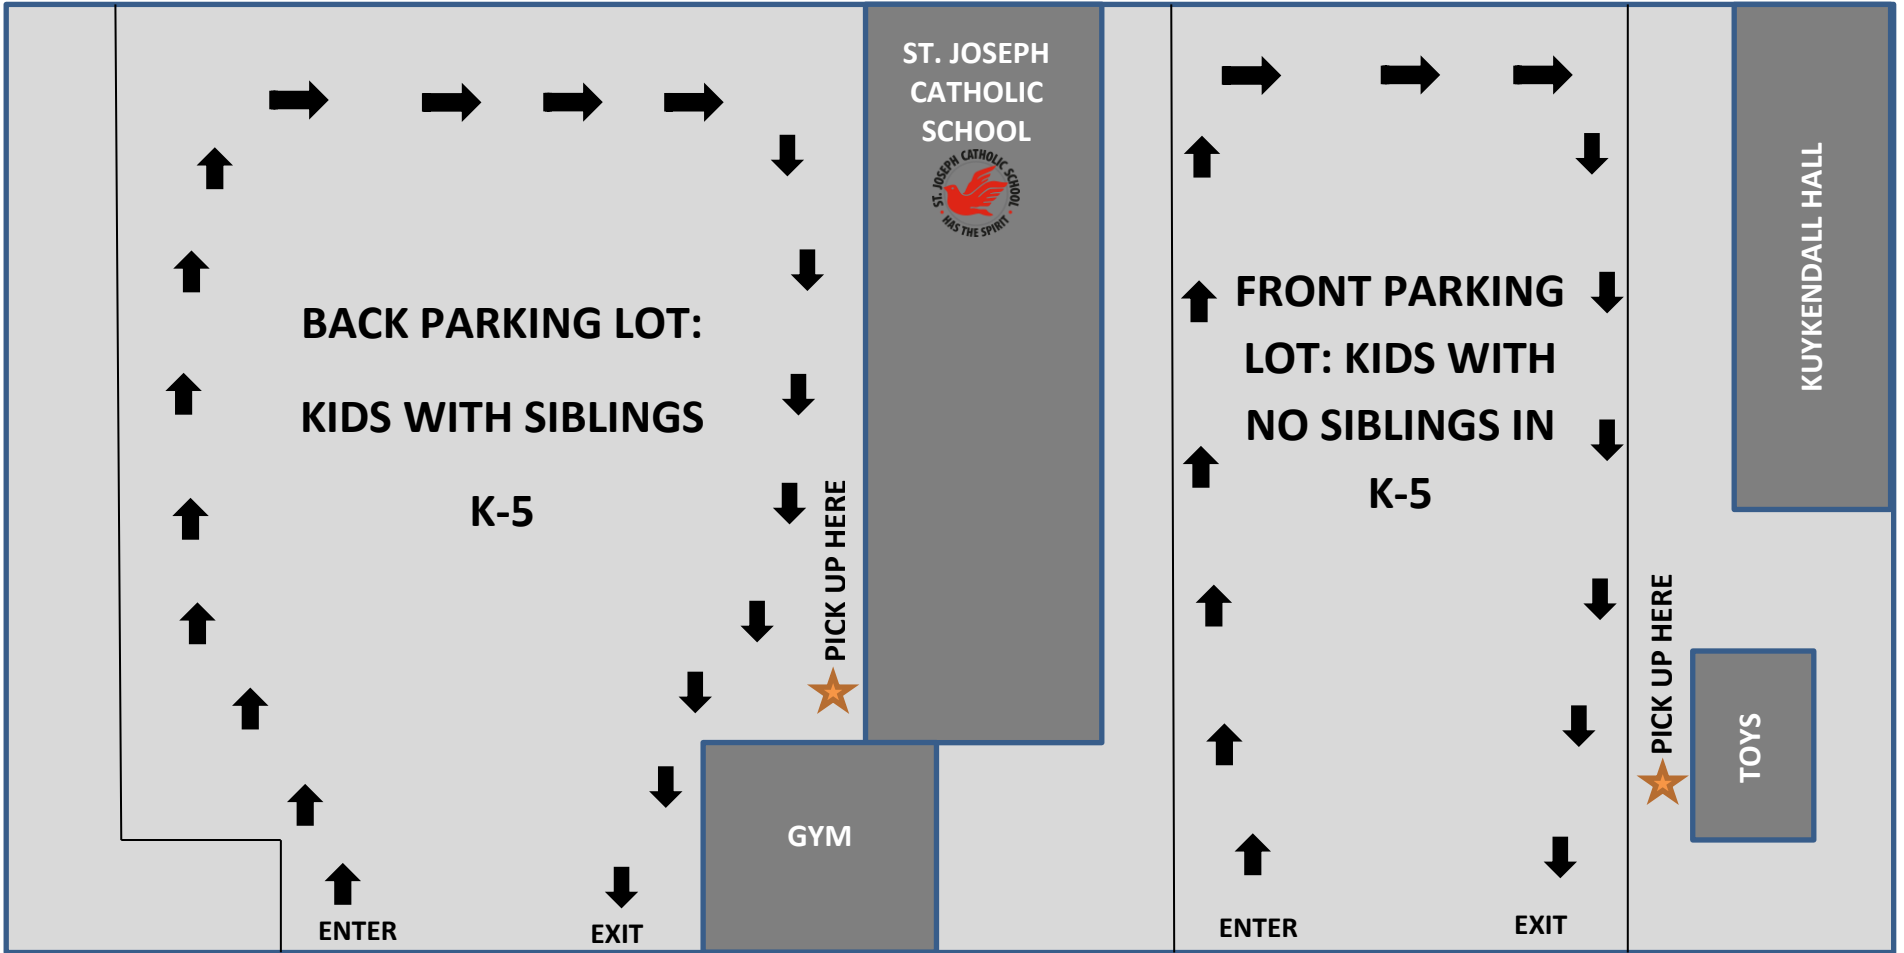 ST. JOSEPH
CATHOLIC
SCHOOL
ST. JOSEPH CATHOLIC SCHOOL
HAS THE SPIRIT
BACK PARKING LOT:
KIDS WITH SIBLINGS
K-5
PICK UP HERE
GYM
ENTER
EXIT
FRONT PARKING
LOT: KIDS WITH
NO SIBLINGS IN
K-5
KUYKENDALL HALL
PICK UP HERE
TOYS
ENTER
EXIT